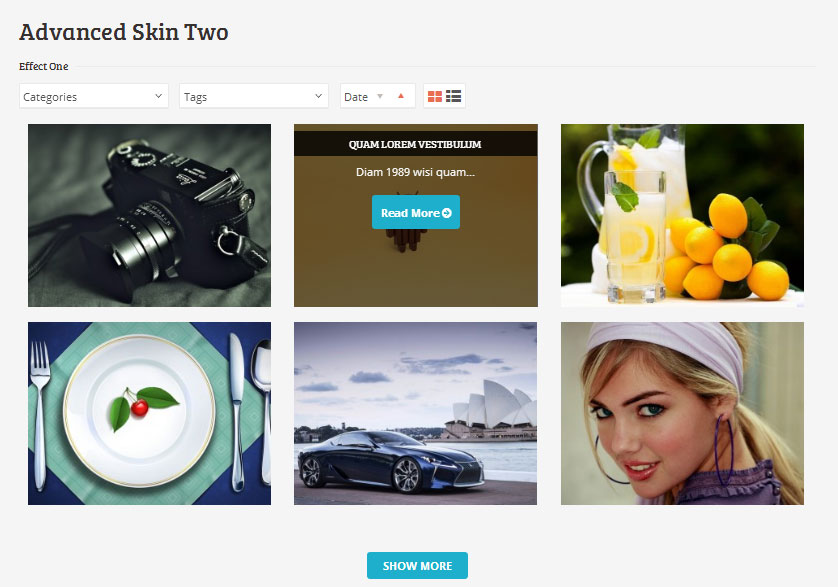 Advanced Skin Two
Effect One
Categories
Tags
Date
QUAM LOREM VESTIBULUM
Diam 1989 wisi quam...
Read More
SHOW MORE